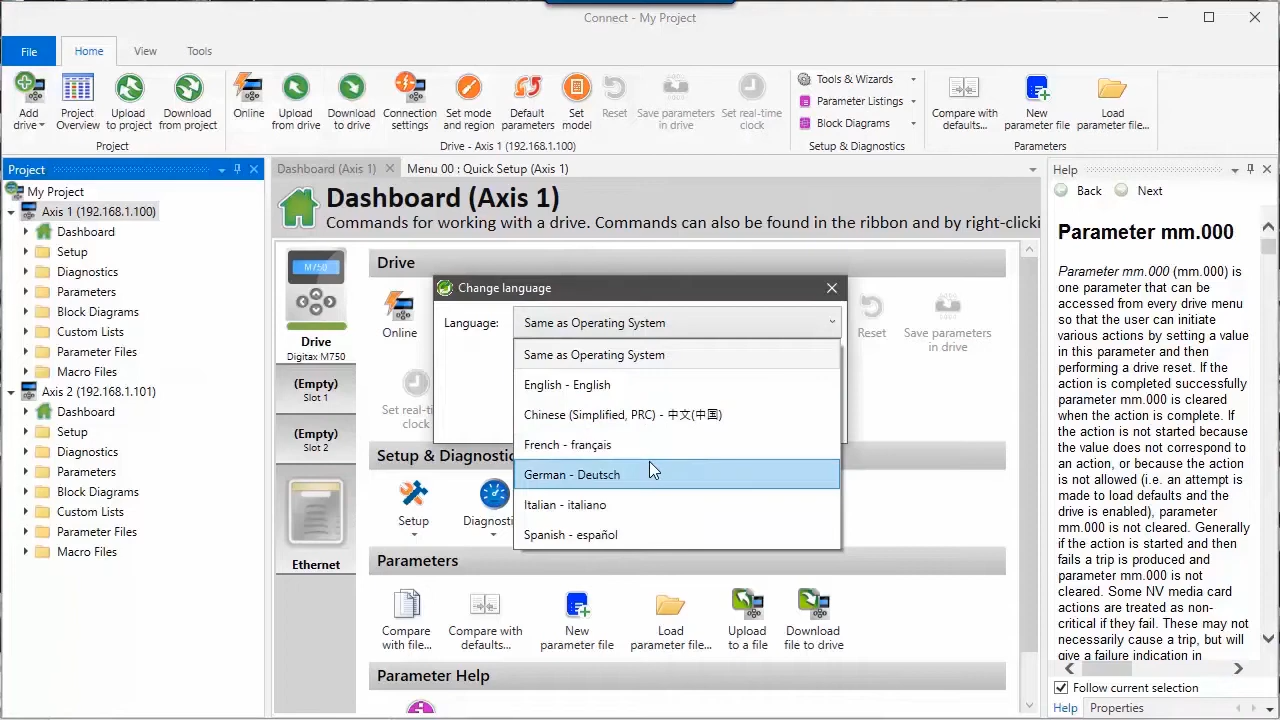 Connect - My Project
File
Home
View
Tools
Add
drive
Project
Overview
Upload
to project
Download
from project
Project
Online
Upload
from drive
Download
to drive
Connection
settings
Set mode
and region
Default
parameters
Set
model
Reset
Save parameters
in drive
Set real-time
clock
Drive - Axis 1 (192.168.1.100)
Tools & Wizards
Parameter Listings
Block Diagrams
Setup & Diagnostics
Compare with
defaults...
New
parameter file
Load
parameter file...
Parameters
Project
My Project
Axis 1 (192.168.1.100)
Dashboard
Setup
Diagnostics
Parameters
Block Diagrams
Custom Lists
Parameter Files
Macro Files
Axis 2 (192.168.1.101)
Dashboard
Setup
Diagnostics
Parameters
Block Diagrams
Custom Lists
Parameter Files
Macro Files
Dashboard (Axis 1)
Menu 00 : Quick Setup (Axis 1)
Dashboard (Axis 1)
Commands for working with a drive. Commands can also be found in the ribbon and by right-clicki
M750
Drive
Digitax M750
(Empty)
Slot 1
(Empty)
Slot 2
Ethernet
Drive
Online
Reset
Save parameters
in drive
Set real-ti
clock
Change language
Language:
Same as Operating System
Same as Operating System
English - English
Chinese (Simplified, PRC) - 中文(中国)
French - français
German - Deutsch
Italian - italiano
Spanish - español
Setup & Diagnostic
Setup
Diagnosti
Parameters
Compare
with file...
Compare with
defaults...
New
parameter file
Load
parameter file...
Upload
to a file
Download
file to drive
Parameter Help
Help
Back
Next
Parameter mm.000
Parameter mm.000 (mm.000) is
one parameter that can be
accessed from every drive menu
so that the user can initiate
various actions by setting a value
in this parameter and then
performing a drive reset. If the
action is completed successfully
parameter mm.000 is cleared
when the action is complete. If
the action is not started because
the value does not correspond to
an action, or because the action
is not allowed (i.e. an attempt is
made to load defaults and the
drive is enabled), parameter
mm.000 is not cleared. Generally
if the action is started and then
fails a trip is produced and
parameter mm.000 is not
cleared. Some NV media card
actions are treated as non-
critical if they fail. These may not
necessarily cause a trip, but will
give a failure indication in
Follow current selection
Help
Properties